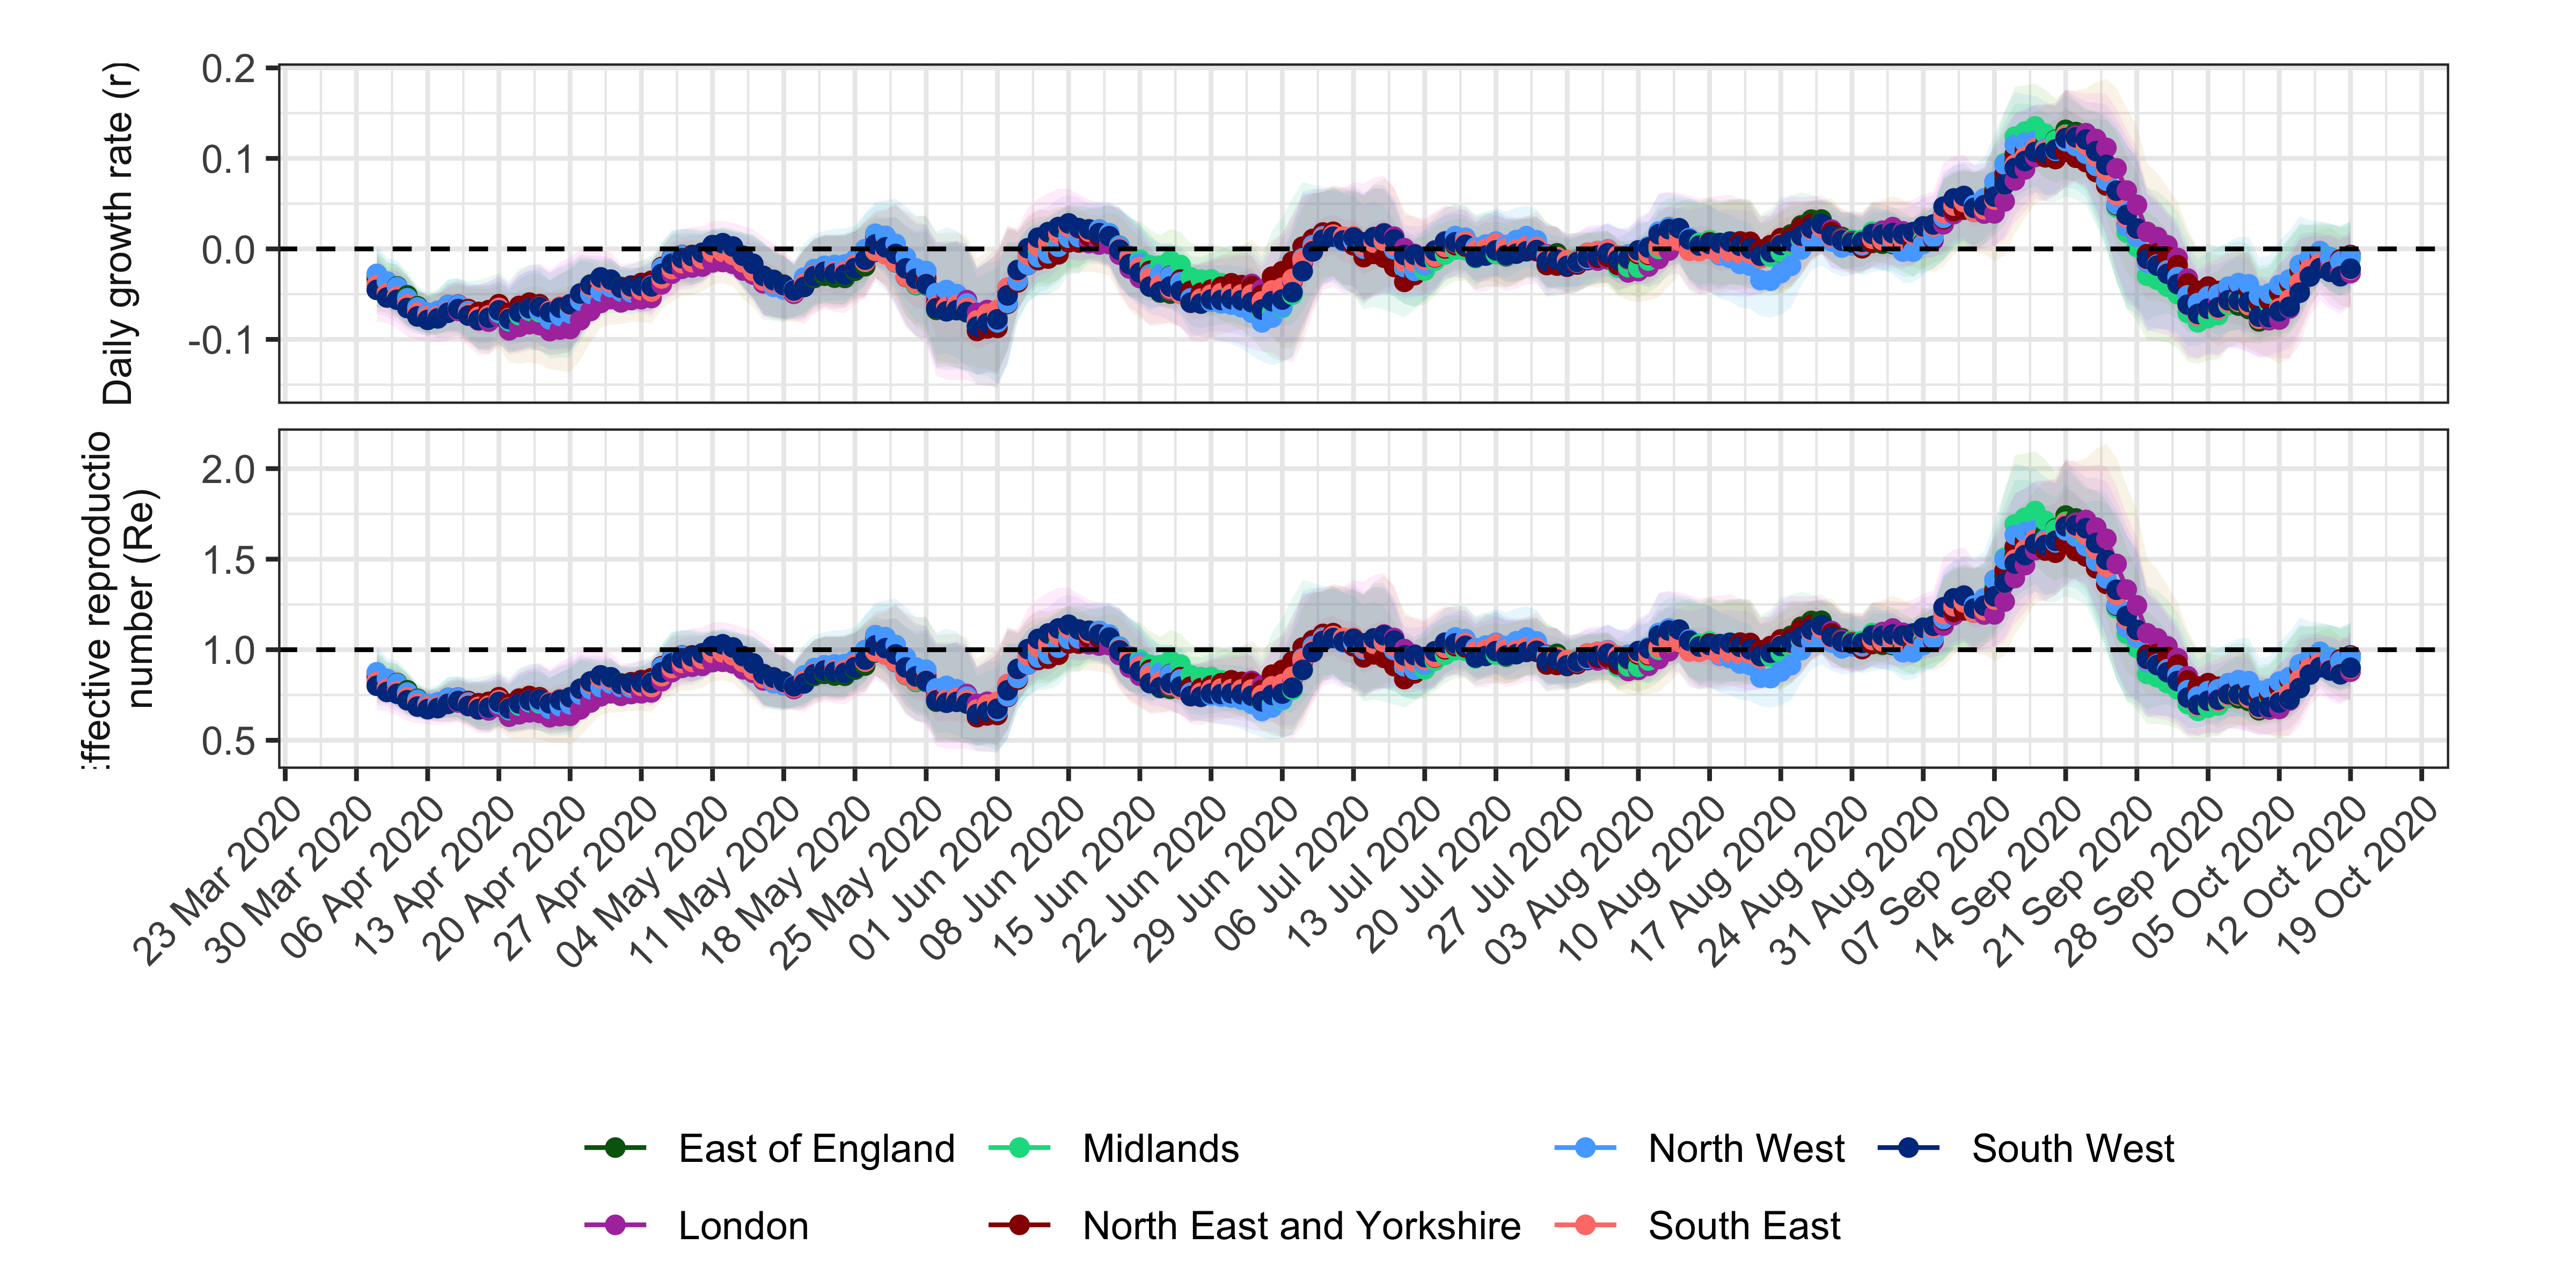 Daily growth rate (r)
0.2
0.1
0.0
-0.1
ffective reproductio
number (Re)
2.0
1.5
1.0
0.5
23 Mar 2020
30 Mar 2020
06 Apr 2020
13 Apr 2020
20 Apr 2020
27 Apr 2020
04 May 2020
11 May 2020
18 May 2020
25 May 2020
01 Jun 2020
08 Jun 2020
15 Jun 2020
22 Jun 2020
29 Jun 2020
06 Jul 2020
13 Jul 2020
20 Jul 2020
27 Jul 2020
03 Aug 2020
10 Aug 2020
17 Aug 2020
24 Aug 2020
31 Aug 2020
07 Sep 2020
14 Sep 2020
21 Sep 2020
28 Sep 2020
05 Oct 2020
12 Oct 2020
19 Oct 2020
East of England Midlands North West South West
London North East and Yorkshire South East